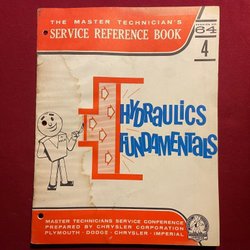 THE MASTER TECHNICIAN'S
SERVICE REFERENCE BOOK
64
4
HYDRAULICS
FUNDAMENTALS
MASTER TECHNICIANS SERVICE CONFERENCE
PREPARED BY CHRYSLER CORPORATION
PLYMOUTH · DODGE · CHRYSLER · IMPERIAL